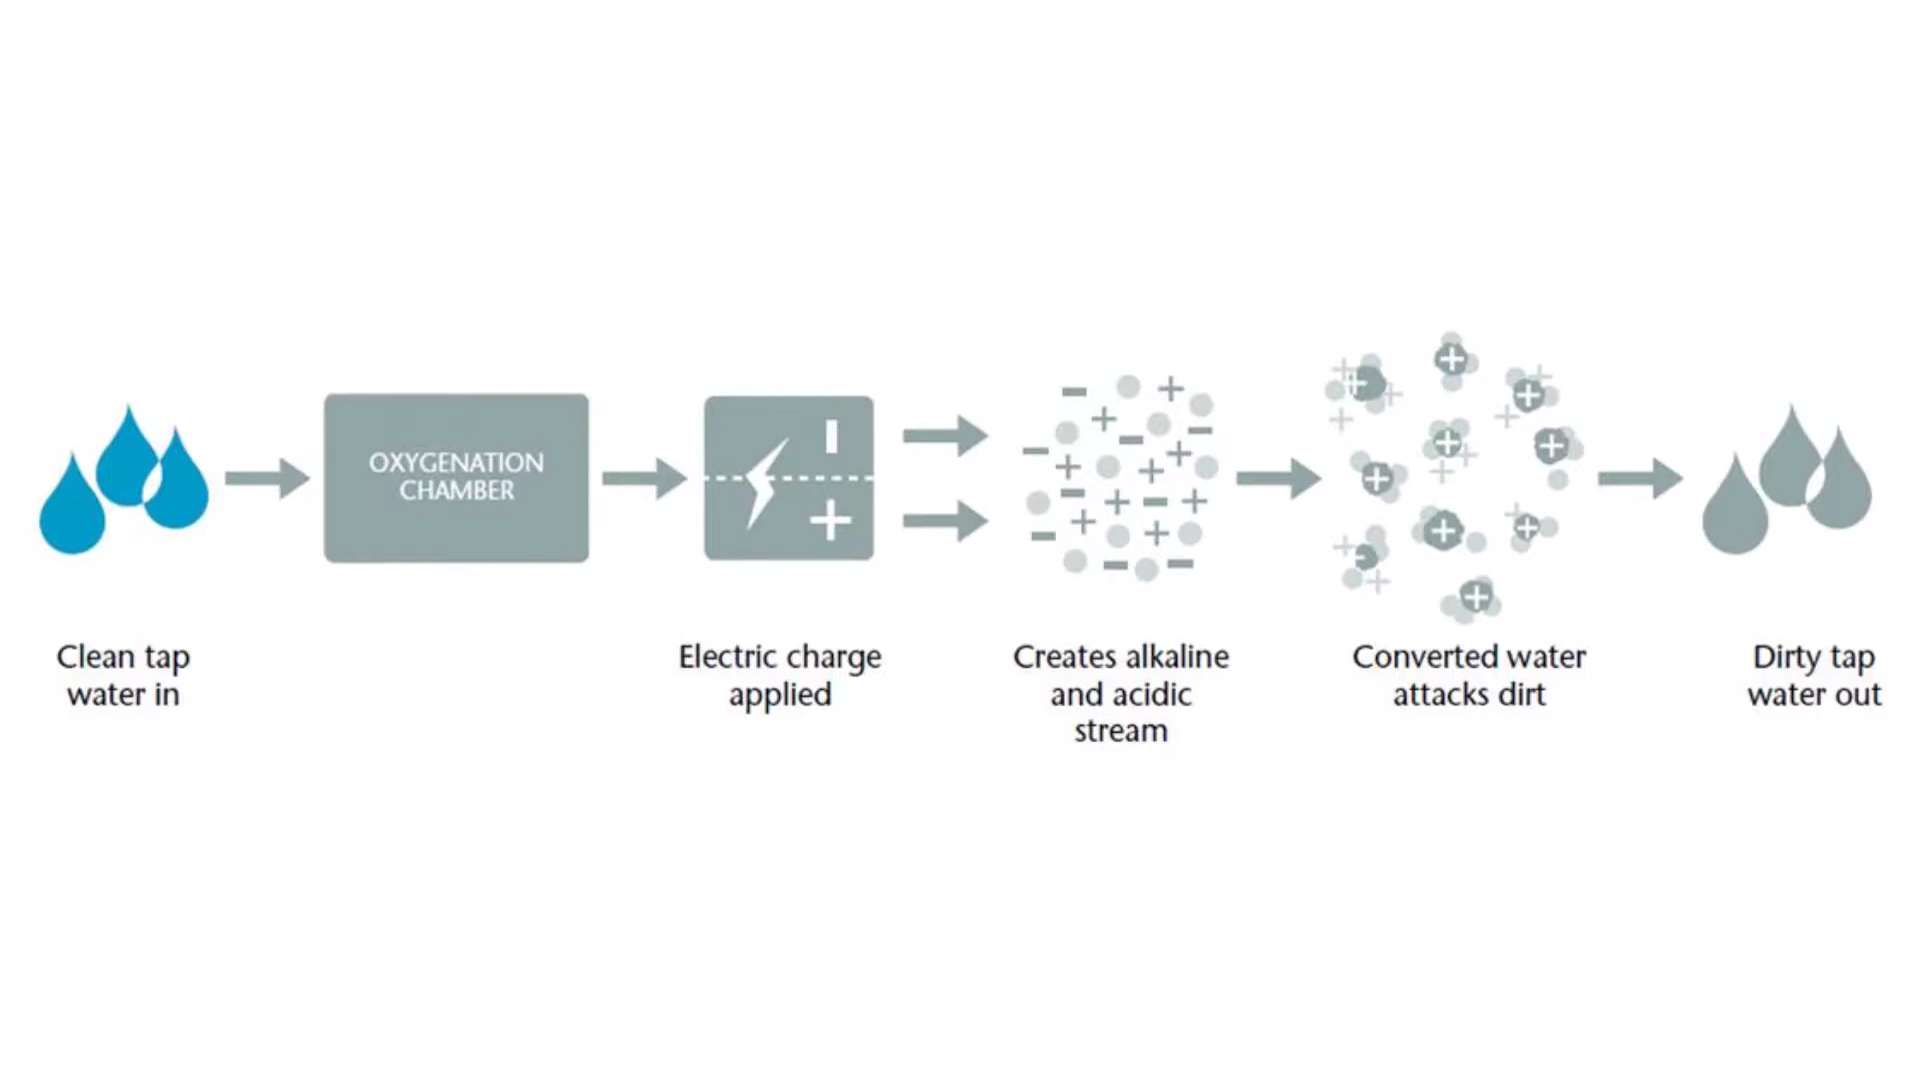 OXYGENATION
CHAMBER
Clean tap
water in
Electric charge
applied
Creates alkaline
and acidic
stream
Converted water
attacks dirt
Dirty tap
water out